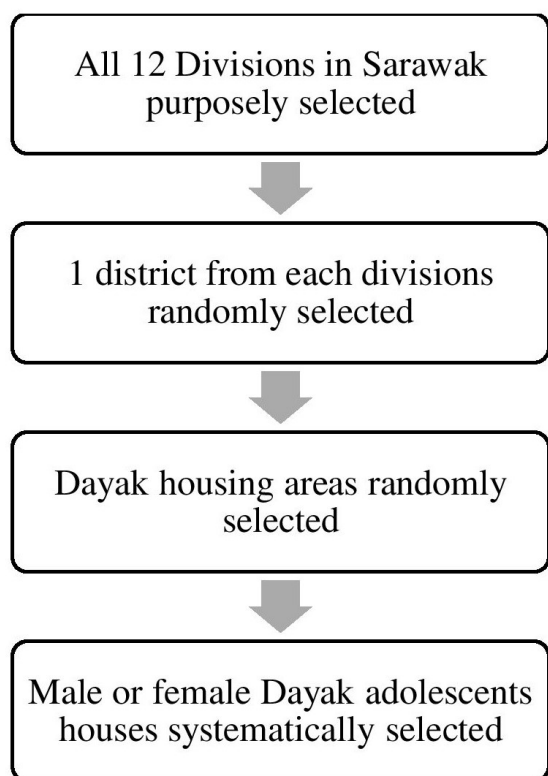 All 12 Divisions in Sarawak
purposely selected
1 district from each divisions
randomly selected
Dayak housing areas randomly
selected
Male or female Dayak adolescents
houses systematically selected